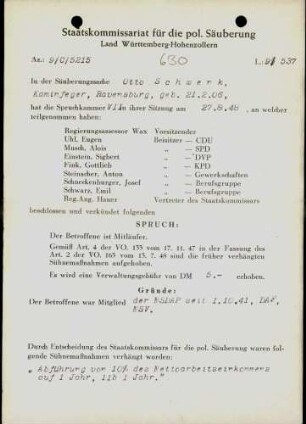 Staatskommissariat für die pol. Säuberung
Land Württemberg-Hohenzollern
Az.: 9/O/5215 630 L: 91 537
In der Säuberungssache Otto Schwerk,
Kaminfeger, Ravensburg, geb. 21.2.06,
hat die Spruchkammer VIIk in ihrer Sitzung am 27.8.48, an welcher
teilgenommen haben:
Regierungsassessor Wax Vorsitzender
Uhl, Eugen Beisitzer — CDU
Musch, Alois „ — SPD
Einstein, Sigbert „ — DVP
Fink, Gottlieb „ — KPD
Steinacher, Anton „ — Gewerkschaften
Schneckenburger, Josef „ — Berufsgruppe
Schwarz, Emil „ — Berufsgruppe
Reg.Ang. Hauer Vertreter des Staatskommissars
beschlossen und verkündet folgenden
SPRUCH:
Der Betroffene ist Mitläufer.
Gemäß Art. 4 der VO. 133 vom 17. 11. 47 in der Fassung des
Art. 2 der VO. 165 vom 13. 7. 48 sind die früher verhängten
Sühnemaßnahmen aufgehoben.
Es wird eine Verwaltungsgebühr von DM 5.- erhoben.
Gründe:
Der Betroffene war Mitglied der NSDAP seit 1.10.41, DAF,
NSV,
Durch Entscheidung des Staatskommissars für die pol. Säuberung waren fol-
gende Sühnemaßnahmen verhängt worden:
" Abführung von 10% des Nettoarbeitseinkommens
auf 1 Jahr, 11b 1 Jahr."